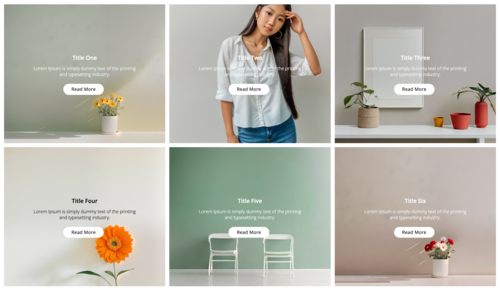 Title One
Lorem Ipsum is simply dummy text of the printing
and typesetting industry.
Read More
Title Two
Lorem Ipsum is simply dummy text of the printing
and typesetting industry.
Read More
Title Three
Lorem Ipsum is simply dummy text of the printing
and typesetting industry.
Read More
Title Four
Lorem Ipsum is simply dummy text of the printing
and typesetting industry.
Read More
Title Five
Lorem Ipsum is simply dummy text of the printing
and typesetting industry.
Read More
Title Six
Lorem Ipsum is simply dummy text of the printing
and typesetting industry.
Read More